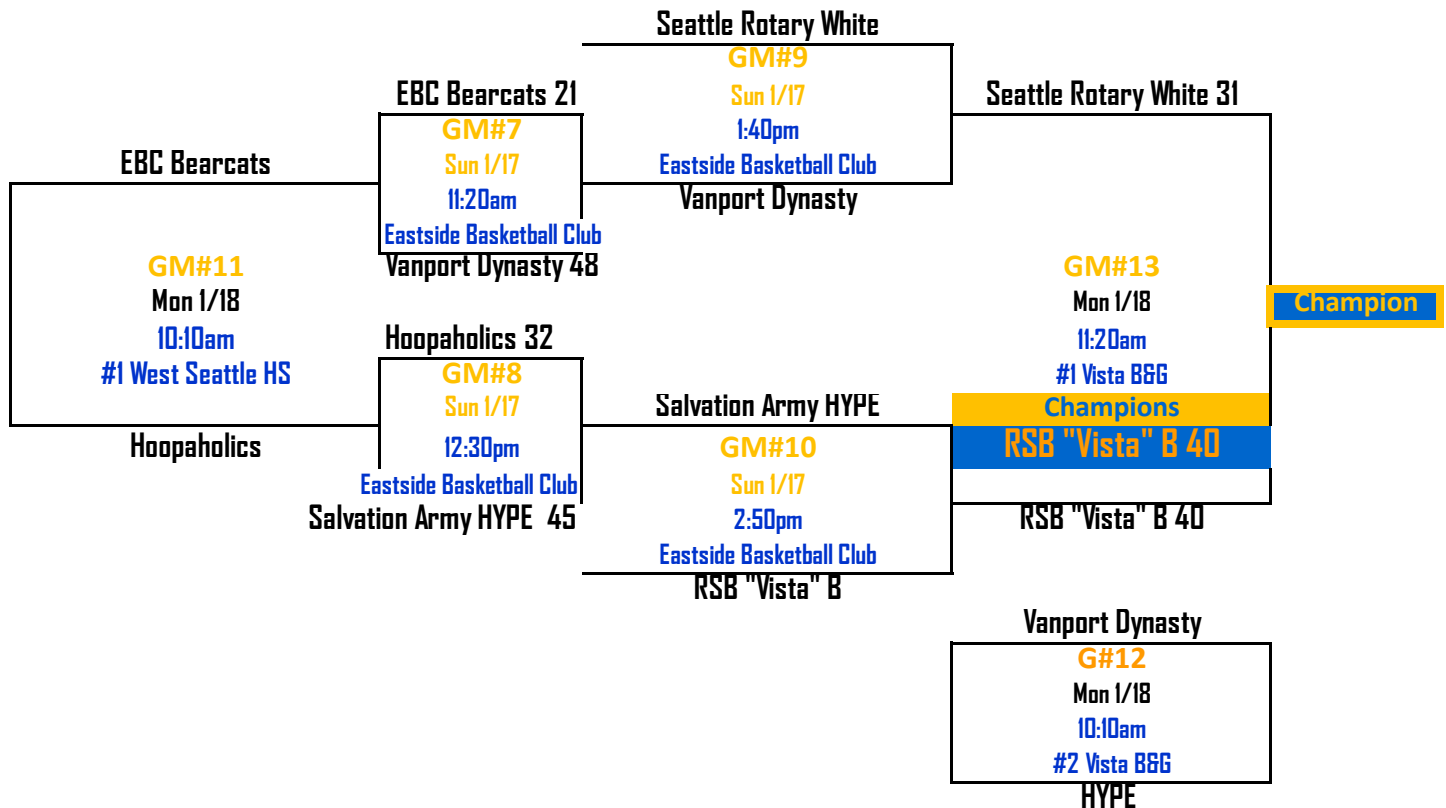 Seattle Rotary White
GM#9
Sun 1/17
1:40pm
Eastside Basketball Club
Vanport Dynasty
EBC Bearcats 21
GM#7
Sun 1/17
11:20am
Eastside Basketball Club
Vanport Dynasty 48
Seattle Rotary White 31
EBC Bearcats
GM#11
Mon 1/18
10:10am
#1 West Seattle HS
Hoopaholics
Hoopaholics 32
GM#8
Sun 1/17
12:30pm
Eastside Basketball Club
Salvation Army HYPE 45
Salvation Army HYPE
GM#10
Sun 1/17
2:50pm
Eastside Basketball Club
RSB "Vista" B
GM#13
Mon 1/18
11:20am
#1 Vista B&G
Champions
RSB "Vista" B 40
RSB "Vista" B 40
Champion
Vanport Dynasty
G#12
Mon 1/18
10:10am
#2 Vista B&G
HYPE